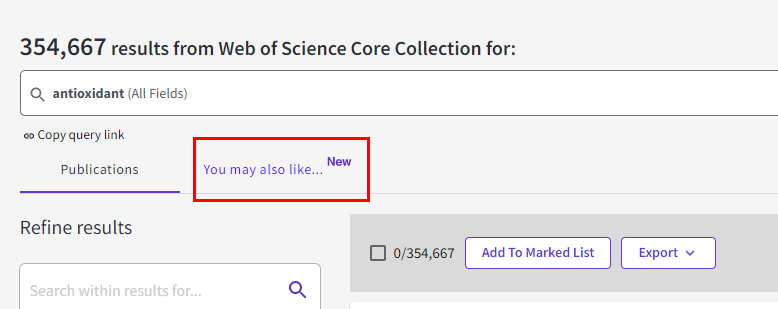 354,667 results from Web of Science Core Collection for:
antioxidant (All Fields)
Copy query link
Publications
You may also like... New
Refine results
0/354,667
Add To Marked List
Export
Search within results for...